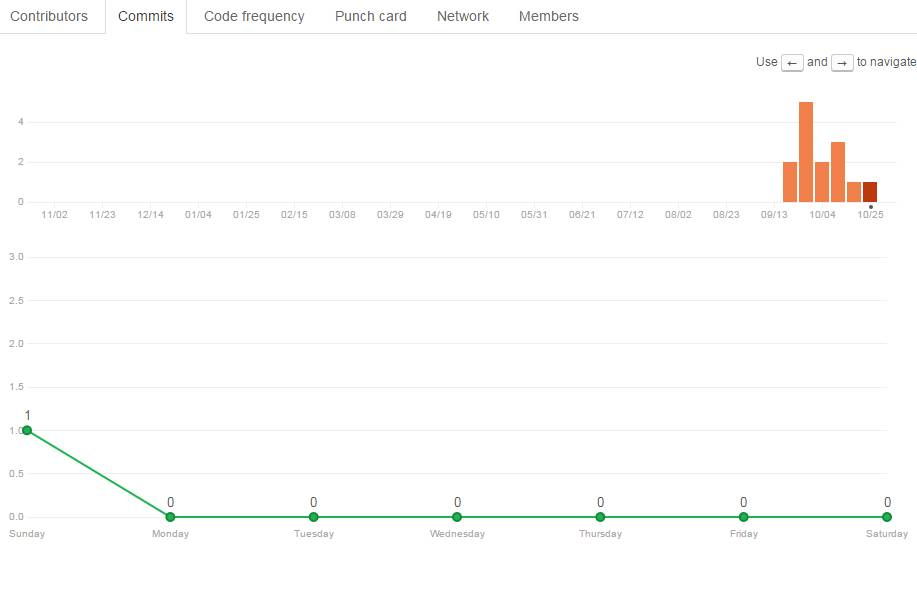 Contributors Commits Code frequency Punch card Network Members
Use ← and → to navigate
4
2
0
11/02 11/23 12/14 01/04 01/25 02/15 03/08 03/29 04/19 05/10 05/31 06/21 07/12 08/02 08/23 09/13 10/04 10/25
3.0
2.5
2.0
1.5
1
1.0
0.5
0 0 0 0 0 0
0.0
Sunday Monday Tuesday Wednesday Thursday Friday Saturday